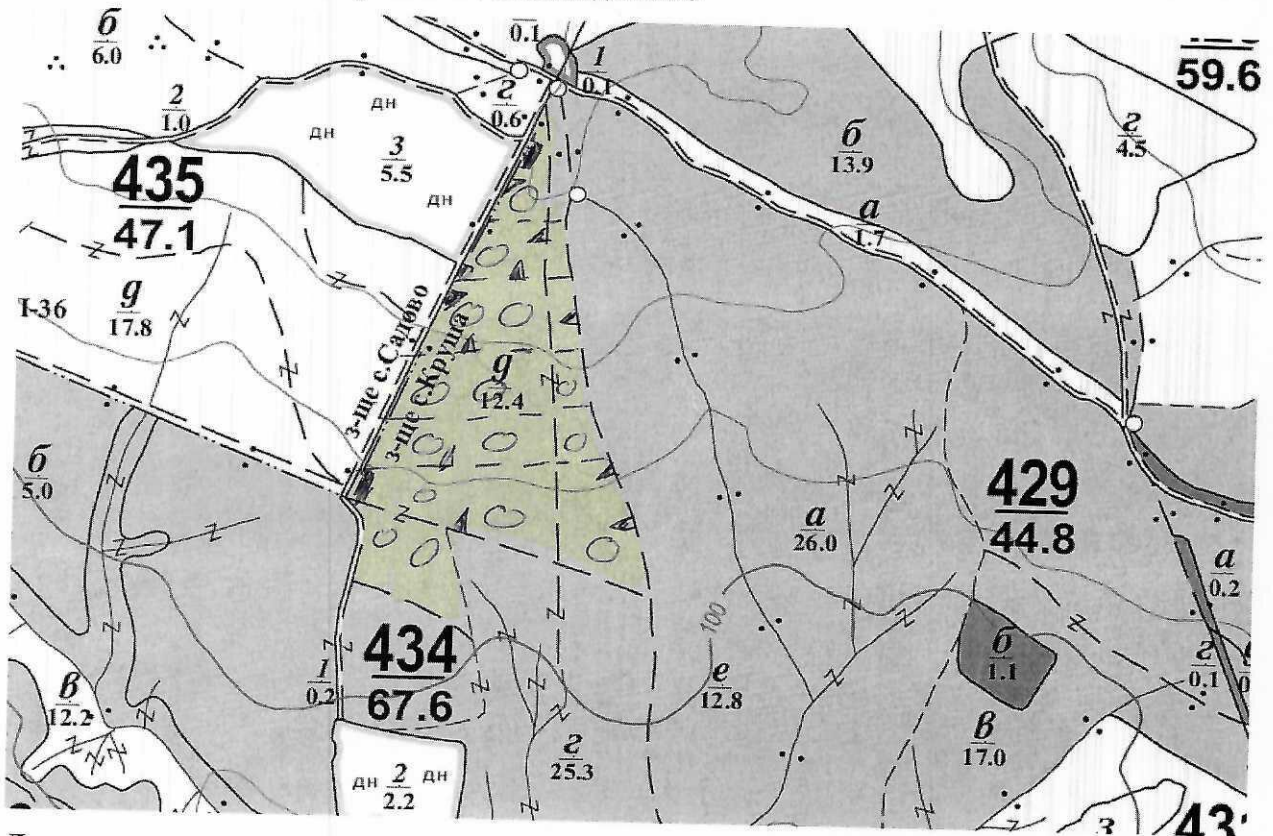 б
6.0
0.1
1
0.1
59.6
2
1.0
дн
дн
3
5.5
дн
г
0.6
б
13.9
г
4.5
435
47.1
а
1.7
д
17.8
з-ще с.Садово
з-ще с.Круша
д
12.4
б
5.0
429
44.8
а
26.0
а
0.2
100
434
67.6
1
0.2
е
12.8
б
1.1
г
0.1
в
12.2
г
25.3
в
17.0
дн
2
2.2
дн
3